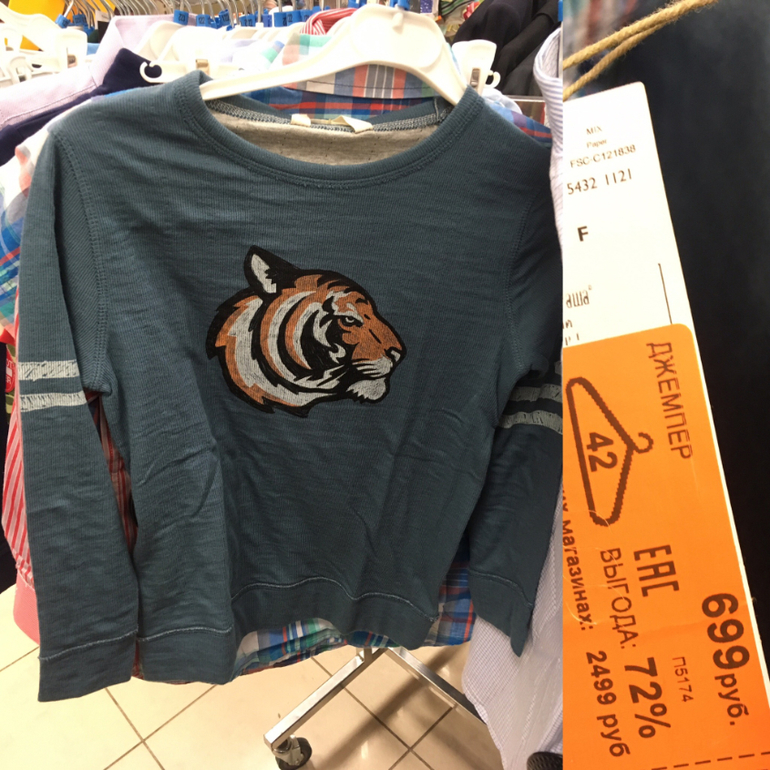 MIX
Paper
FSC-C121838
5432 1121
F
ДЖЕМПЕР
42
EAC
699 руб.
П5174
ВЫГОДА: 72%
магазинах: 2499 руб